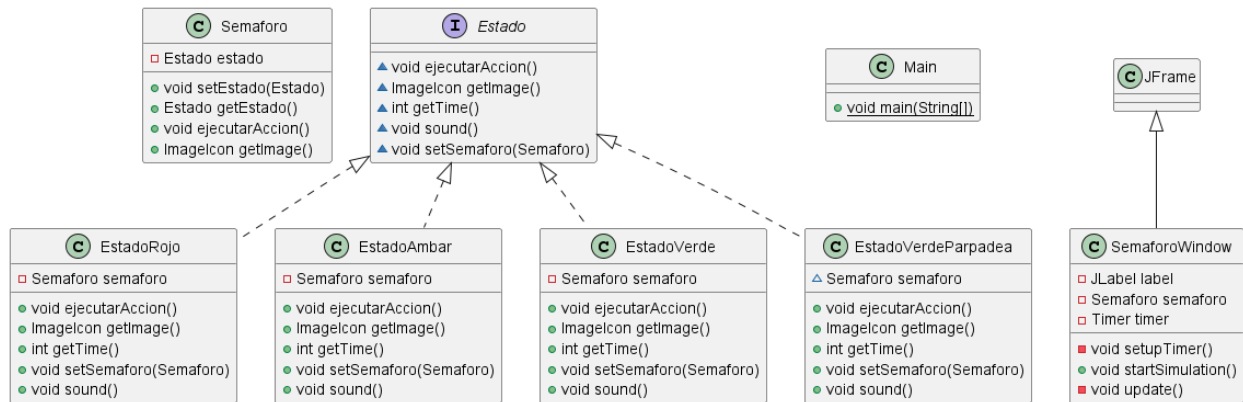 C Semaforo
Estado estado
void setEstado(Estado)
Estado getEstado()
void ejecutarAccion()
ImageIcon getImage()
I Estado
void ejecutarAccion()
ImageIcon getImage()
int getTime()
void sound()
void setSemaforo(Semaforo)
C Main
void main(String[])
C JFrame
C EstadoRojo
Semaforo semaforo
void ejecutarAccion()
ImageIcon getImage()
int getTime()
void setSemaforo(Semaforo)
void sound()
C EstadoAmbar
Semaforo semaforo
void ejecutarAccion()
ImageIcon getImage()
int getTime()
void setSemaforo(Semaforo)
void sound()
C EstadoVerde
Semaforo semaforo
void ejecutarAccion()
ImageIcon getImage()
int getTime()
void setSemaforo(Semaforo)
void sound()
C EstadoVerdeParpadea
Semaforo semaforo
void ejecutarAccion()
ImageIcon getImage()
int getTime()
void setSemaforo(Semaforo)
void sound()
C SemaforoWindow
JLabel label
Semaforo semaforo
Timer timer
void setupTimer()
void startSimulation()
void update()